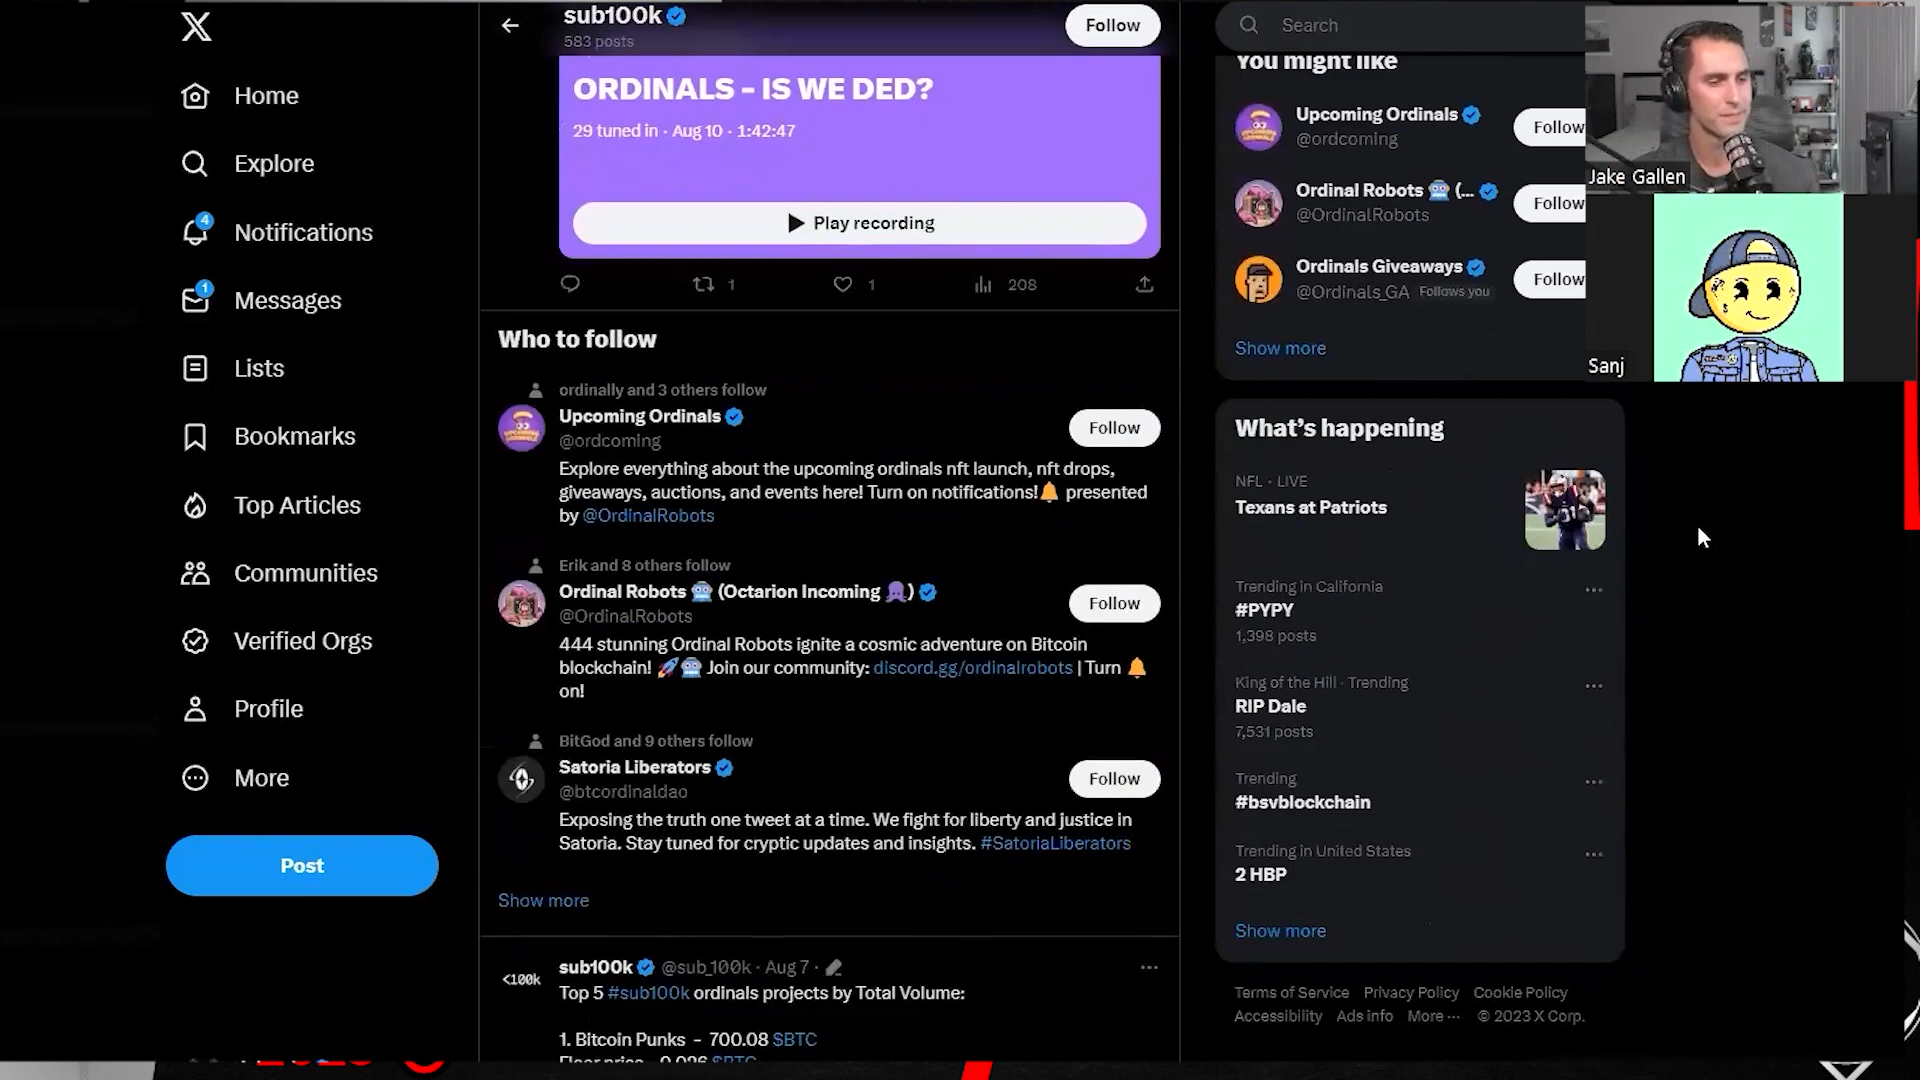 Home
Explore
4
Notifications
1
Messages
Lists
Bookmarks
Top Articles
Communities
Verified Orgs
Profile
More
Post
sub100k
583 posts
Follow
ORDINALS - IS WE DED?
29 tuned in · Aug 10 · 1:42:47
Play recording
1
1
208
Who to follow
ordinally and 3 others follow
Upcoming Ordinals
@ordcoming
Follow
Explore everything about the upcoming ordinals nft launch, nft drops,
giveaways, auctions, and events here! Turn on notifications!🔔 presented
by @OrdinalRobots
Erik and 8 others follow
Ordinal Robots 🤖 (Octarion Incoming 🐙)
@OrdinalRobots
Follow
444 stunning Ordinal Robots ignite a cosmic adventure on Bitcoin
blockchain! 🚀🤖 Join our community: discord.gg/ordinalrobots | Turn 🔔
on!
BitGod and 9 others follow
Satoria Liberators
@btcordinaldao
Follow
Exposing the truth one tweet at a time. We fight for liberty and justice in
Satoria. Stay tuned for cryptic updates and insights. #SatoriaLiberators
Show more
<100k
sub100k @sub_100k · Aug 7 ·
Top 5 #sub100k ordinals projects by Total Volume:
1. Bitcoin Punks - 700.08 $BTC
Floor price - 0.026 $BTC
Search
You might like
Upcoming Ordinals
@ordcoming
Follow
Ordinal Robots 🤖 (...
@OrdinalRobots
Follow
Ordinals Giveaways
@Ordinals_GA Follows you
Follow
Show more
Jake Gallen
Sanj
What's happening
NFL · LIVE
Texans at Patriots
Trending in California
#PYPY
1,398 posts
King of the Hill · Trending
RIP Dale
7,531 posts
Trending
#bsvblockchain
Trending in United States
2 HBP
Show more
Terms of Service Privacy Policy Cookie Policy
Accessibility Ads info More ··· © 2023 X Corp.